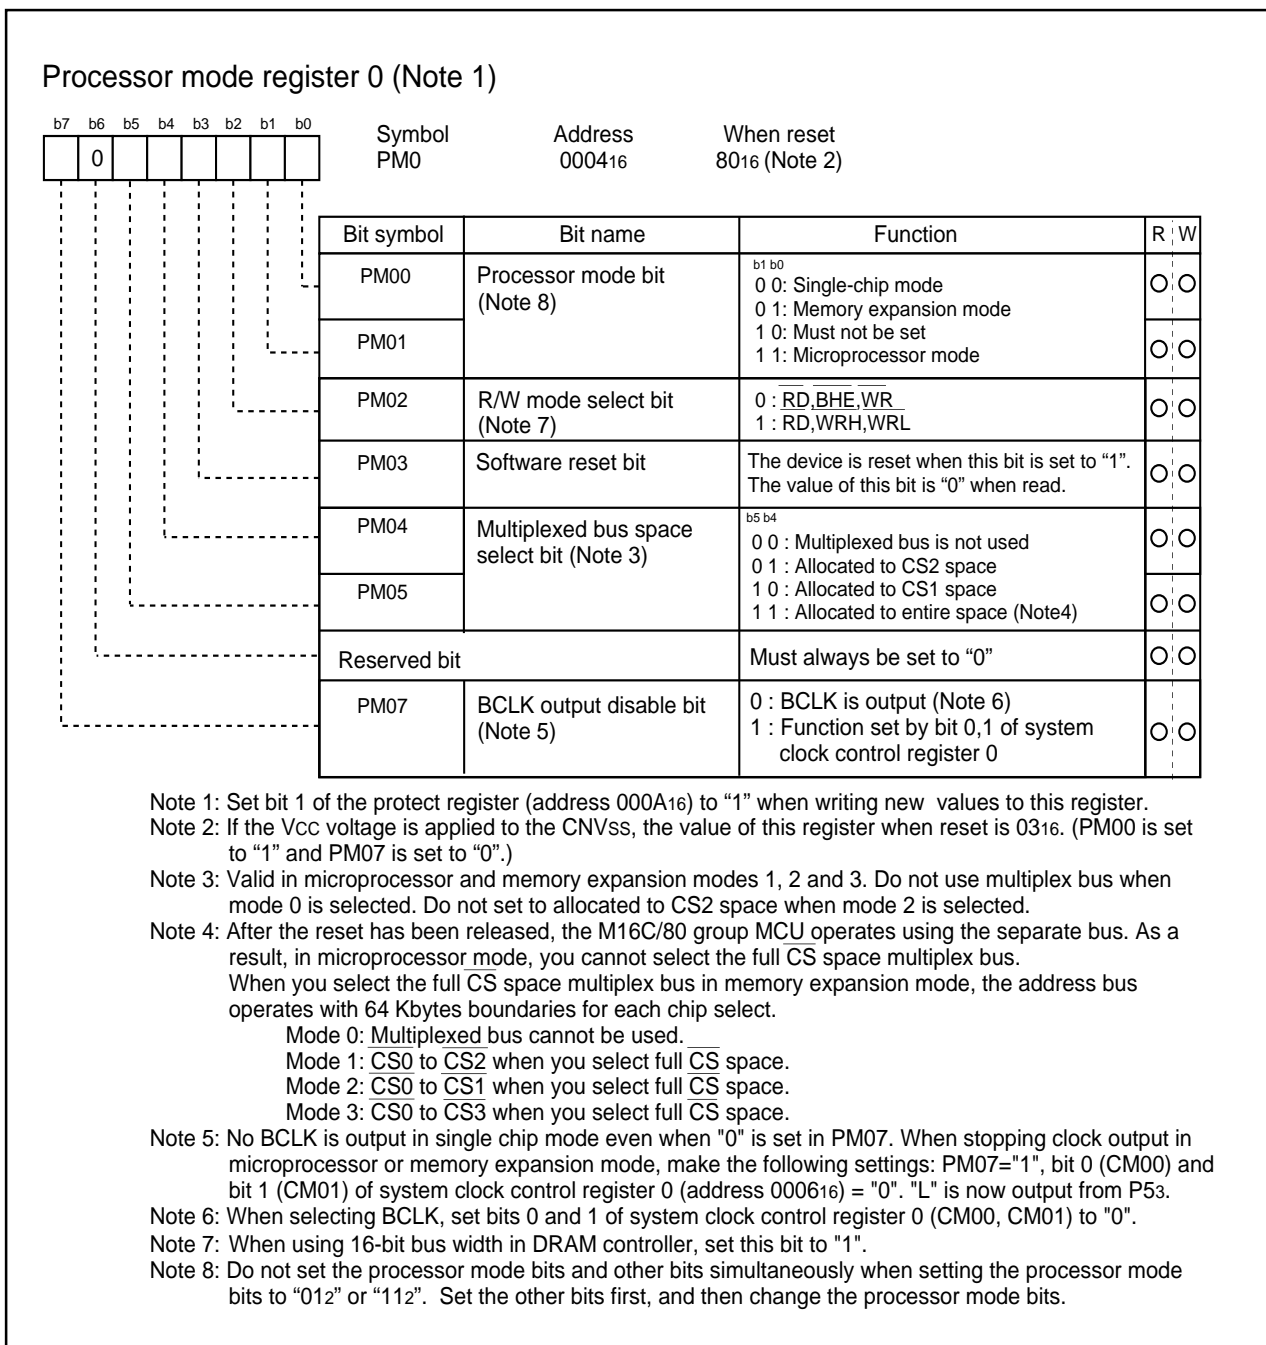 Processor mode register 0 (Note 1)
b7 b6 b5 b4 b3 b2 b1 b0
0
Symbol Address When reset
PM0 000416 8016 (Note 2)
Bit symbol Bit name Function R W
PM00 Processor mode bit (Note 8)
b1 b0
0 0: Single-chip mode
0 1: Memory expansion mode
1 0: Must not be set
1 1: Microprocessor mode
PM01
PM02 R/W mode select bit (Note 7)
0 : RD,BHE,WR
1 : RD,WRH,WRL
PM03 Software reset bit
The device is reset when this bit is set to “1”.
The value of this bit is “0” when read.
PM04 Multiplexed bus space select bit (Note 3)
b5 b4
0 0 : Multiplexed bus is not used
0 1 : Allocated to CS2 space
1 0 : Allocated to CS1 space
1 1 : Allocated to entire space (Note4)
PM05
Reserved bit Must always be set to “0”
PM07 BCLK output disable bit (Note 5)
0 : BCLK is output (Note 6)
1 : Function set by bit 0,1 of system
clock control register 0
Note 1: Set bit 1 of the protect register (address 000A16) to “1” when writing new values to this register.
Note 2: If the VCC voltage is applied to the CNVSS, the value of this register when reset is 0316. (PM00 is set
to “1” and PM07 is set to “0”.)
Note 3: Valid in microprocessor and memory expansion modes 1, 2 and 3. Do not use multiplex bus when
mode 0 is selected. Do not set to allocated to CS2 space when mode 2 is selected.
Note 4: After the reset has been released, the M16C/80 group MCU operates using the separate bus. As a
result, in microprocessor mode, you cannot select the full CS space multiplex bus.
When you select the full CS space multiplex bus in memory expansion mode, the address bus
operates with 64 Kbytes boundaries for each chip select.
Mode 0: Multiplexed bus cannot be used.
Mode 1: CS0 to CS2 when you select full CS space.
Mode 2: CS0 to CS1 when you select full CS space.
Mode 3: CS0 to CS3 when you select full CS space.
Note 5: No BCLK is output in single chip mode even when "0" is set in PM07. When stopping clock output in
microprocessor or memory expansion mode, make the following settings: PM07="1", bit 0 (CM00) and
bit 1 (CM01) of system clock control register 0 (address 000616) = "0". "L" is now output from P53.
Note 6: When selecting BCLK, set bits 0 and 1 of system clock control register 0 (CM00, CM01) to "0".
Note 7: When using 16-bit bus width in DRAM controller, set this bit to "1".
Note 8: Do not set the processor mode bits and other bits simultaneously when setting the processor mode
bits to “012” or “112”. Set the other bits first, and then change the processor mode bits.